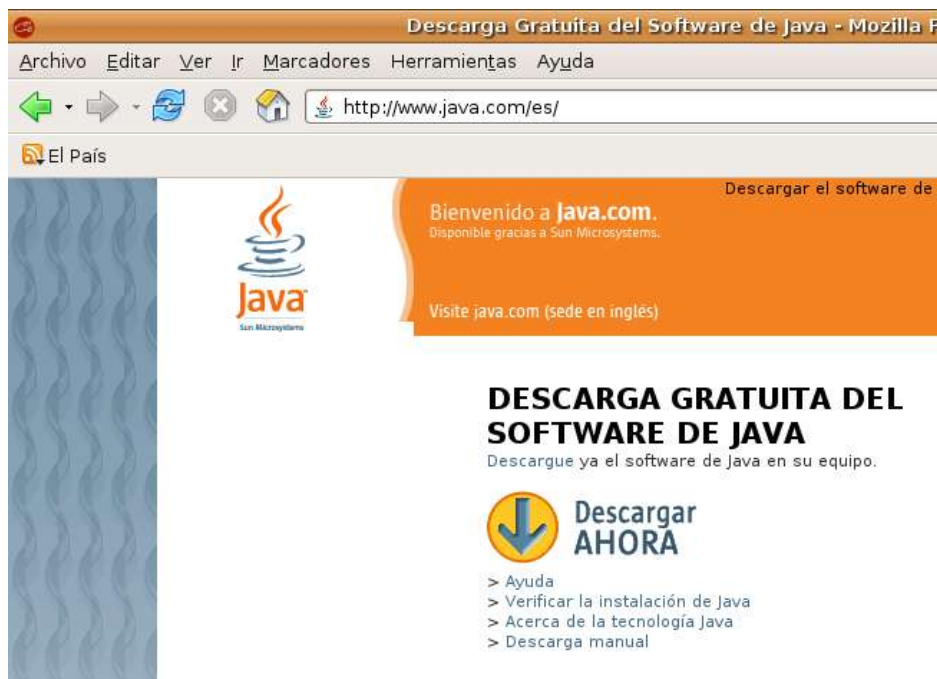 Descarga Gratuita del Software de Java - Mozilla F
Archivo Editar Ver Ir Marcadores Herramientas Ayuda
http://www.java.com/es/
El País
Descargar el software de
Bienvenido a Java.com.
Disponible gracias a Sun Microsystems.
Java
Sun Microsystems
Visite java.com (sede en inglés)
DESCARGA GRATUITA DEL
SOFTWARE DE JAVA
Descargue ya el software de Java en su equipo.
Descargar
AHORA
> Ayuda
> Verificar la instalación de Java
> Acerca de la tecnología Java
> Descarga manual